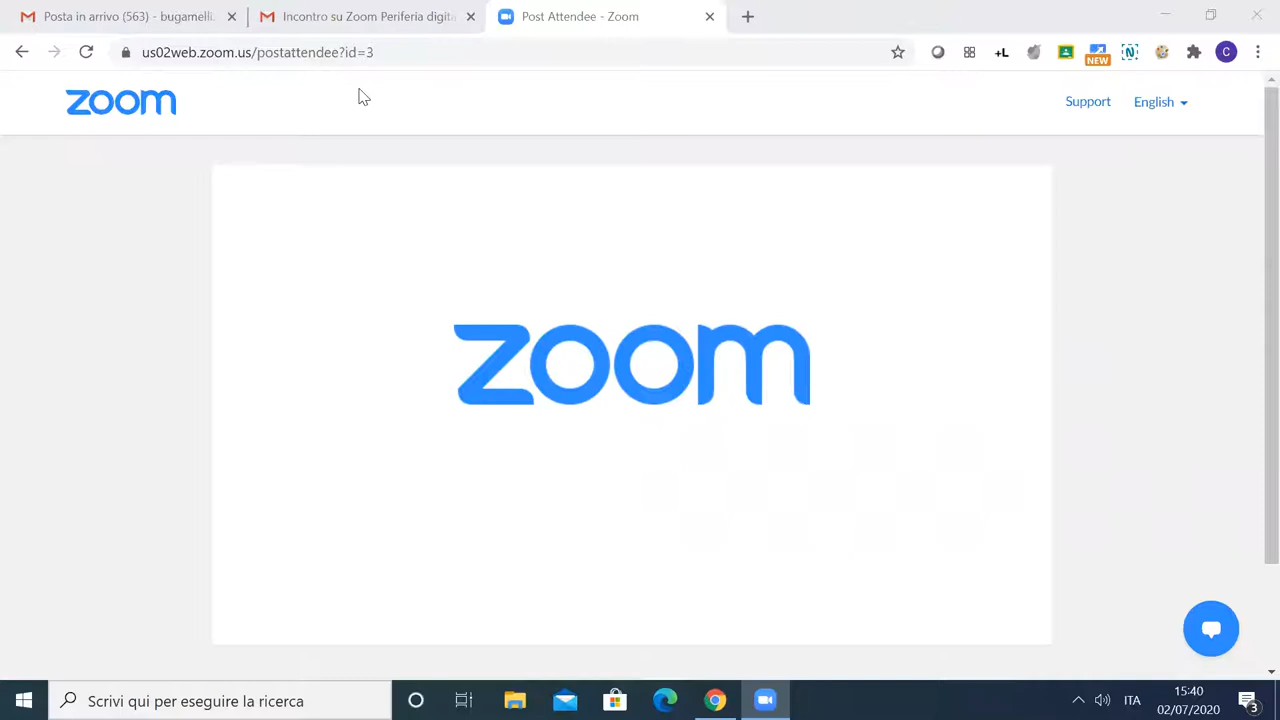 Posta in arrivo (563) - bugamelli.
Incontro su Zoom Periferia digita
Post Attendee - Zoom
us02web.zoom.us/postattendee?id=3
+L
NEW
N
C
zoom
Support
English
zoom
Scrivi qui per eseguire la ricerca
ITA
15:40
02/07/2020
3